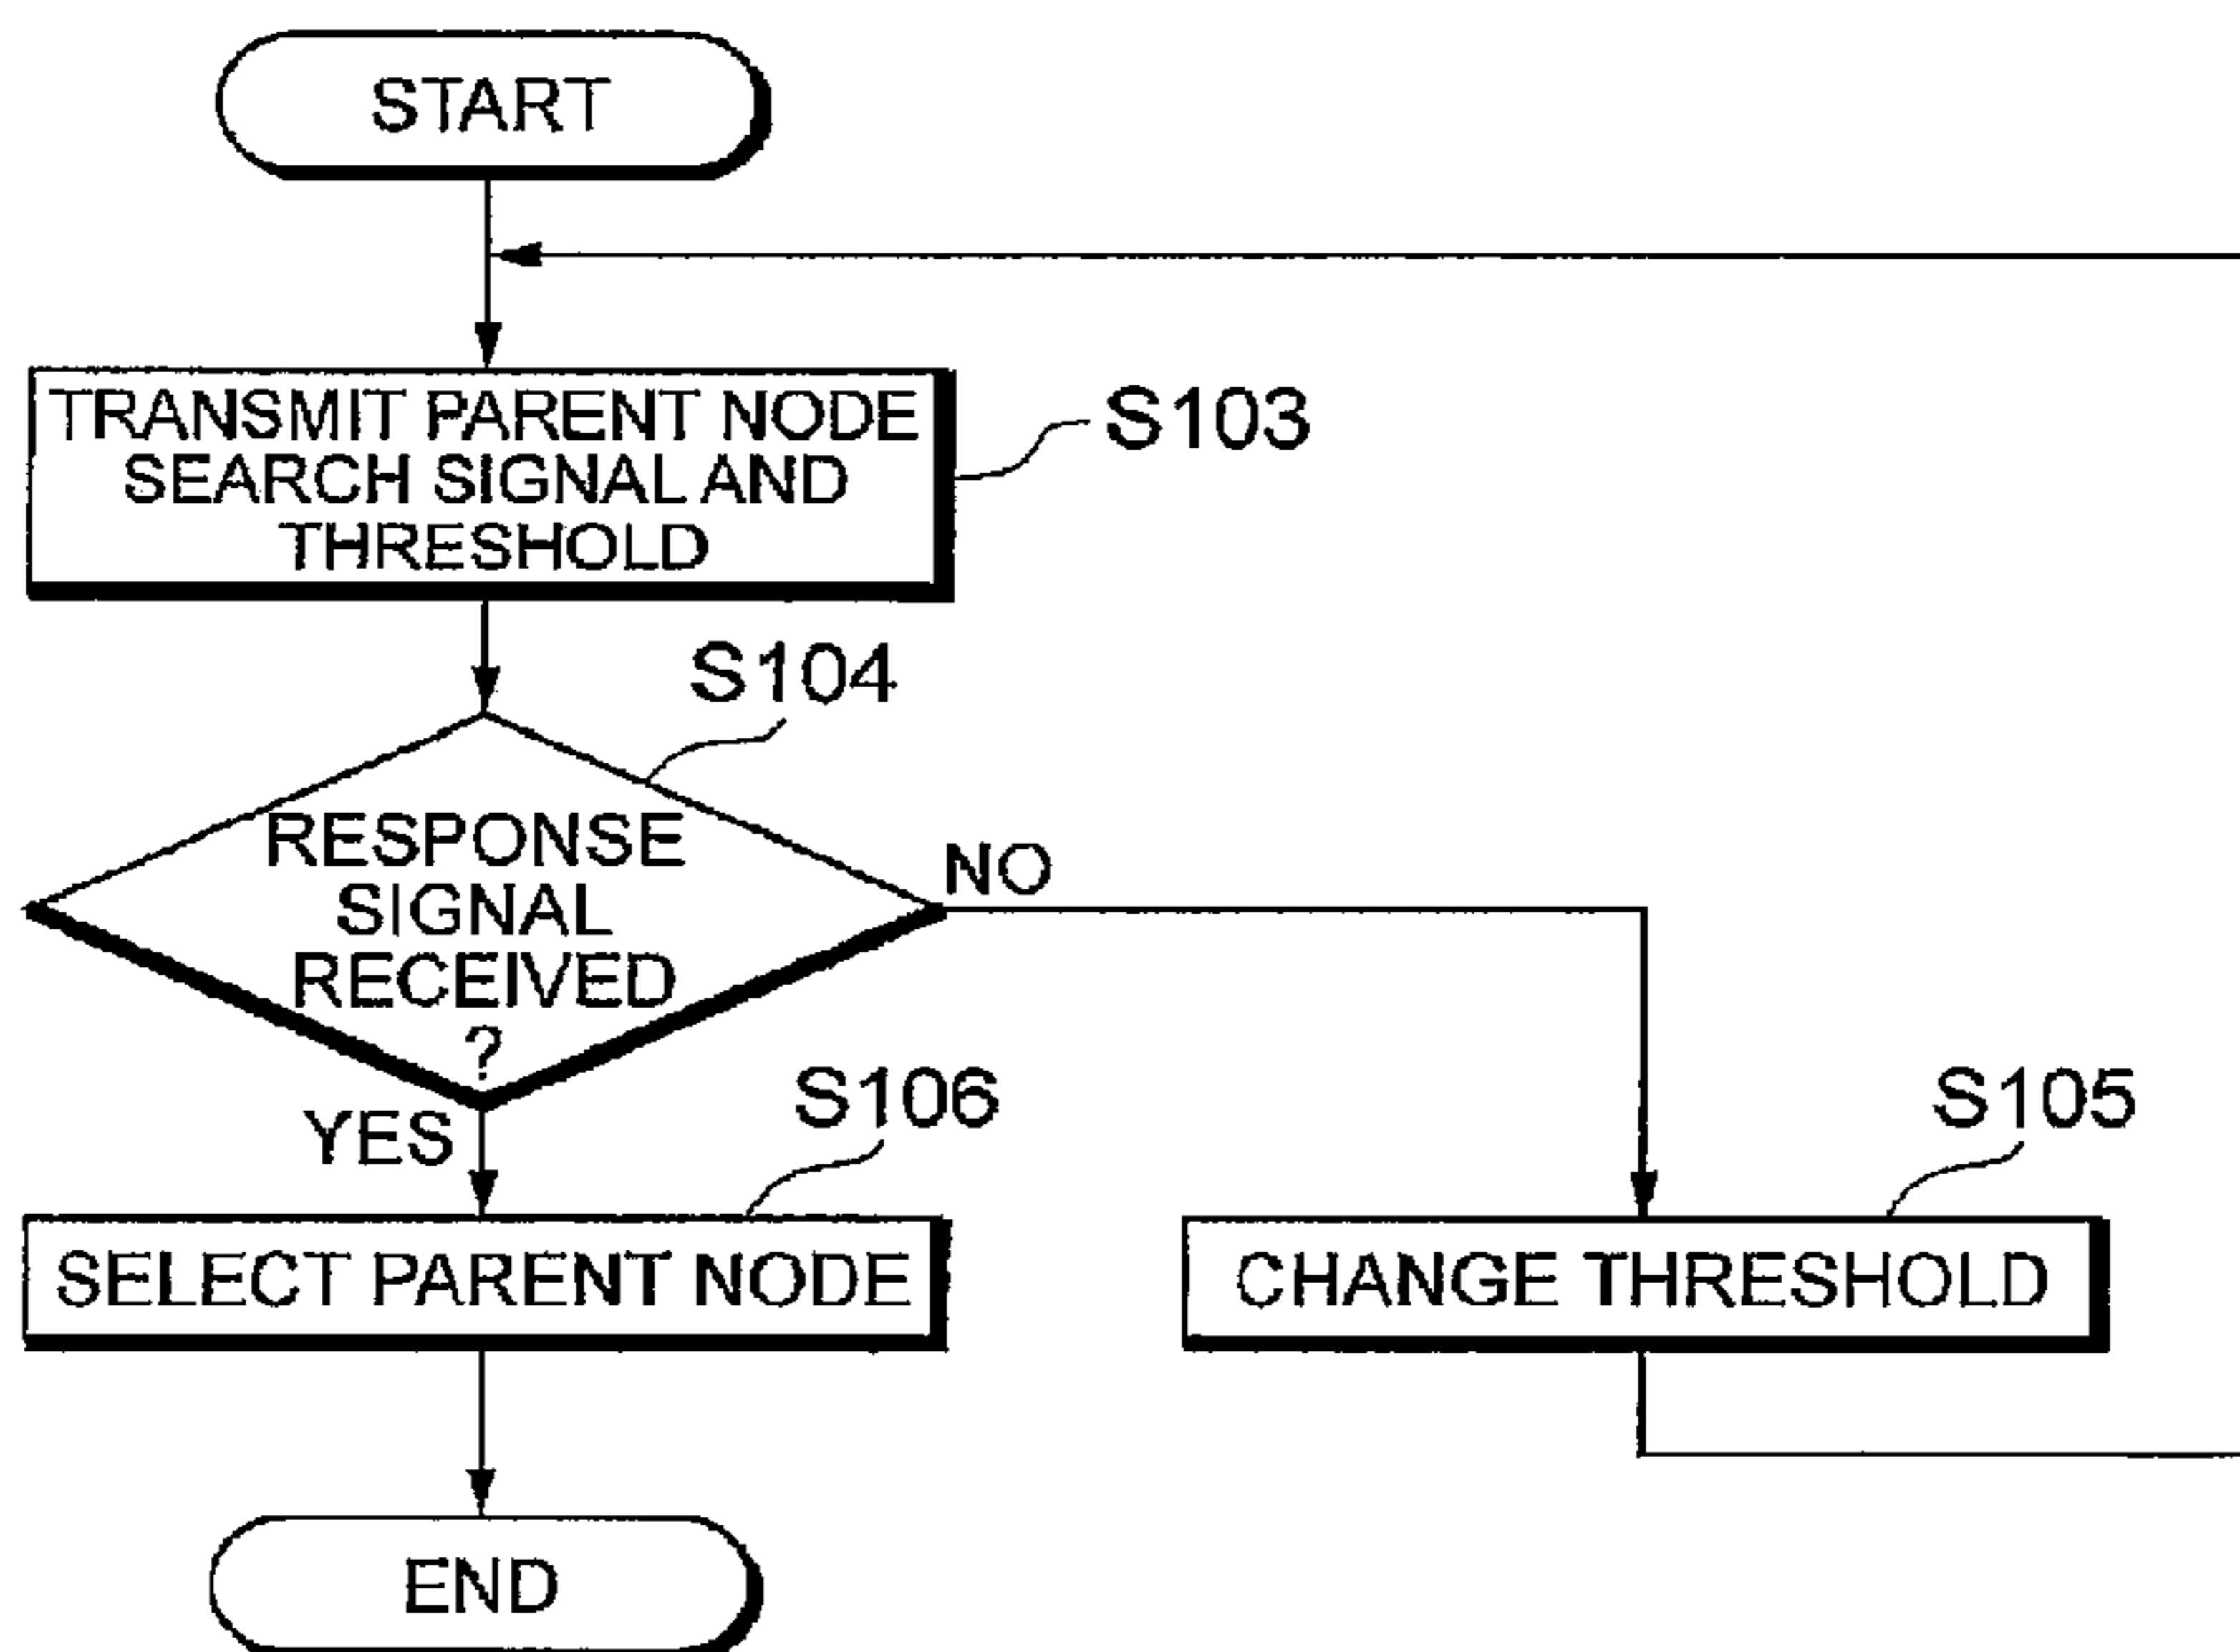 START
TRANSMIT PARENT NODE
SEARCH SIGNAL AND
THRESHOLD
S103
S104
RESPONSE
SIGNAL
RECEIVED
?
NO
YES
S106
SELECT PARENT NODE
S105
CHANGE THRESHOLD
END